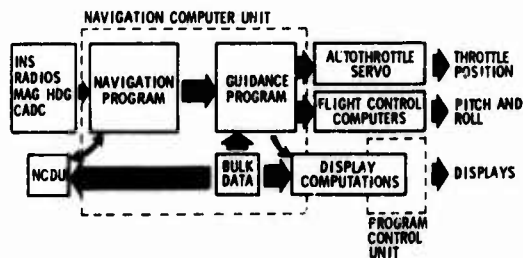 NAVIGATION COMPUTER UNIT
INS
RADIOS
MAG HDG
CADC
NAVIGATION
PROGRAM
GUIDANCE
PROGRAM
AUTOTHROTTLE
SERVO
THROTTLE
POSITION
FLIGHT CONTROL
COMPUTERS
PITCH AND
ROLL
NCDU
BULK
DATA
DISPLAY
COMPUTATIONS
DISPLAYS
PROGRAM
CONTROL
UNIT